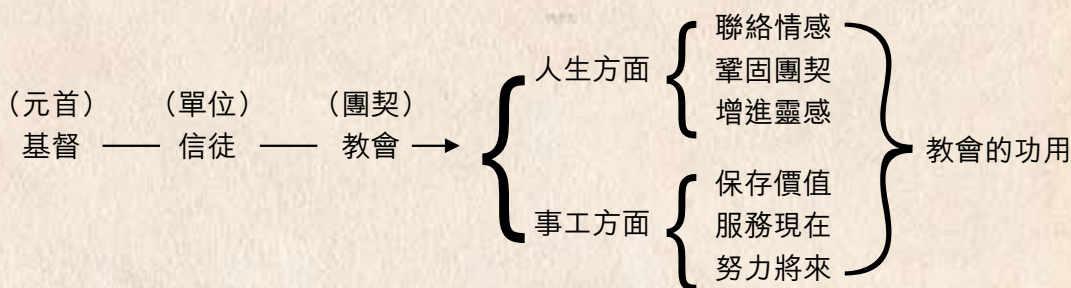 （元首）
基督
（單位）
信徒
（團契）
教會
人生方面
聯絡情感
鞏固團契
增進靈感
事工方面
保存價值
服務現在
努力將來
教會的功用